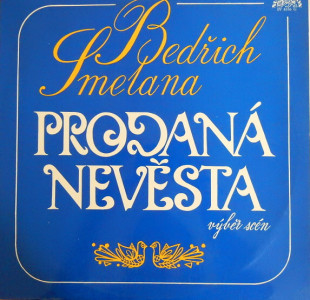 Bedřich
Smetana
PRODANÁ
NEVĚSTA
výběr scén